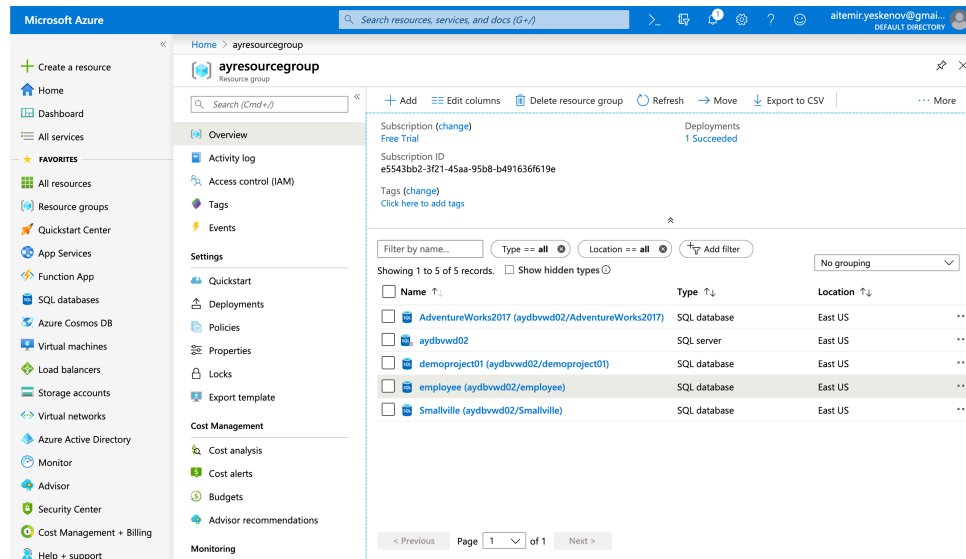 Microsoft Azure
Search resources, services, and docs (G+/)
1
aitemir.yeskenov@gmai...
DEFAULT DIRECTORY
Create a resource
Home
Dashboard
All services
FAVORITES
All resources
Resource groups
Quickstart Center
App Services
Function App
SQL databases
Azure Cosmos DB
Virtual machines
Load balancers
Storage accounts
Virtual networks
Azure Active Directory
Monitor
Advisor
Security Center
Cost Management + Billing
Help + support
Home > ayresourcegroup
ayresourcegroup
Resource group
Search (Cmd+/)
Overview
Activity log
Access control (IAM)
Tags
Events
Settings
Quickstart
Deployments
Policies
Properties
Locks
Export template
Cost Management
Cost analysis
Cost alerts
Budgets
Advisor recommendations
Monitoring
Add Edit columns Delete resource group Refresh Move Export to CSV ··· More
Subscription (change)
Free Trial
Deployments
1 Succeeded
Subscription ID
e5543bb2-3f21-45aa-95b8-b491636f619e
Tags (change)
Click here to add tags
Filter by name... Type == all Location == all Add filter
Showing 1 to 5 of 5 records. Show hidden types
No grouping
Name Type Location
AdventureWorks2017 (aydbvwd02/AdventureWorks2017) SQL database East US
aydbvwd02 SQL server East US
demoproject01 (aydbvwd02/demoproject01) SQL database East US
employee (aydbvwd02/employee) SQL database East US
Smallville (aydbvwd02/Smallville) SQL database East US
< Previous Page 1 of 1 Next >